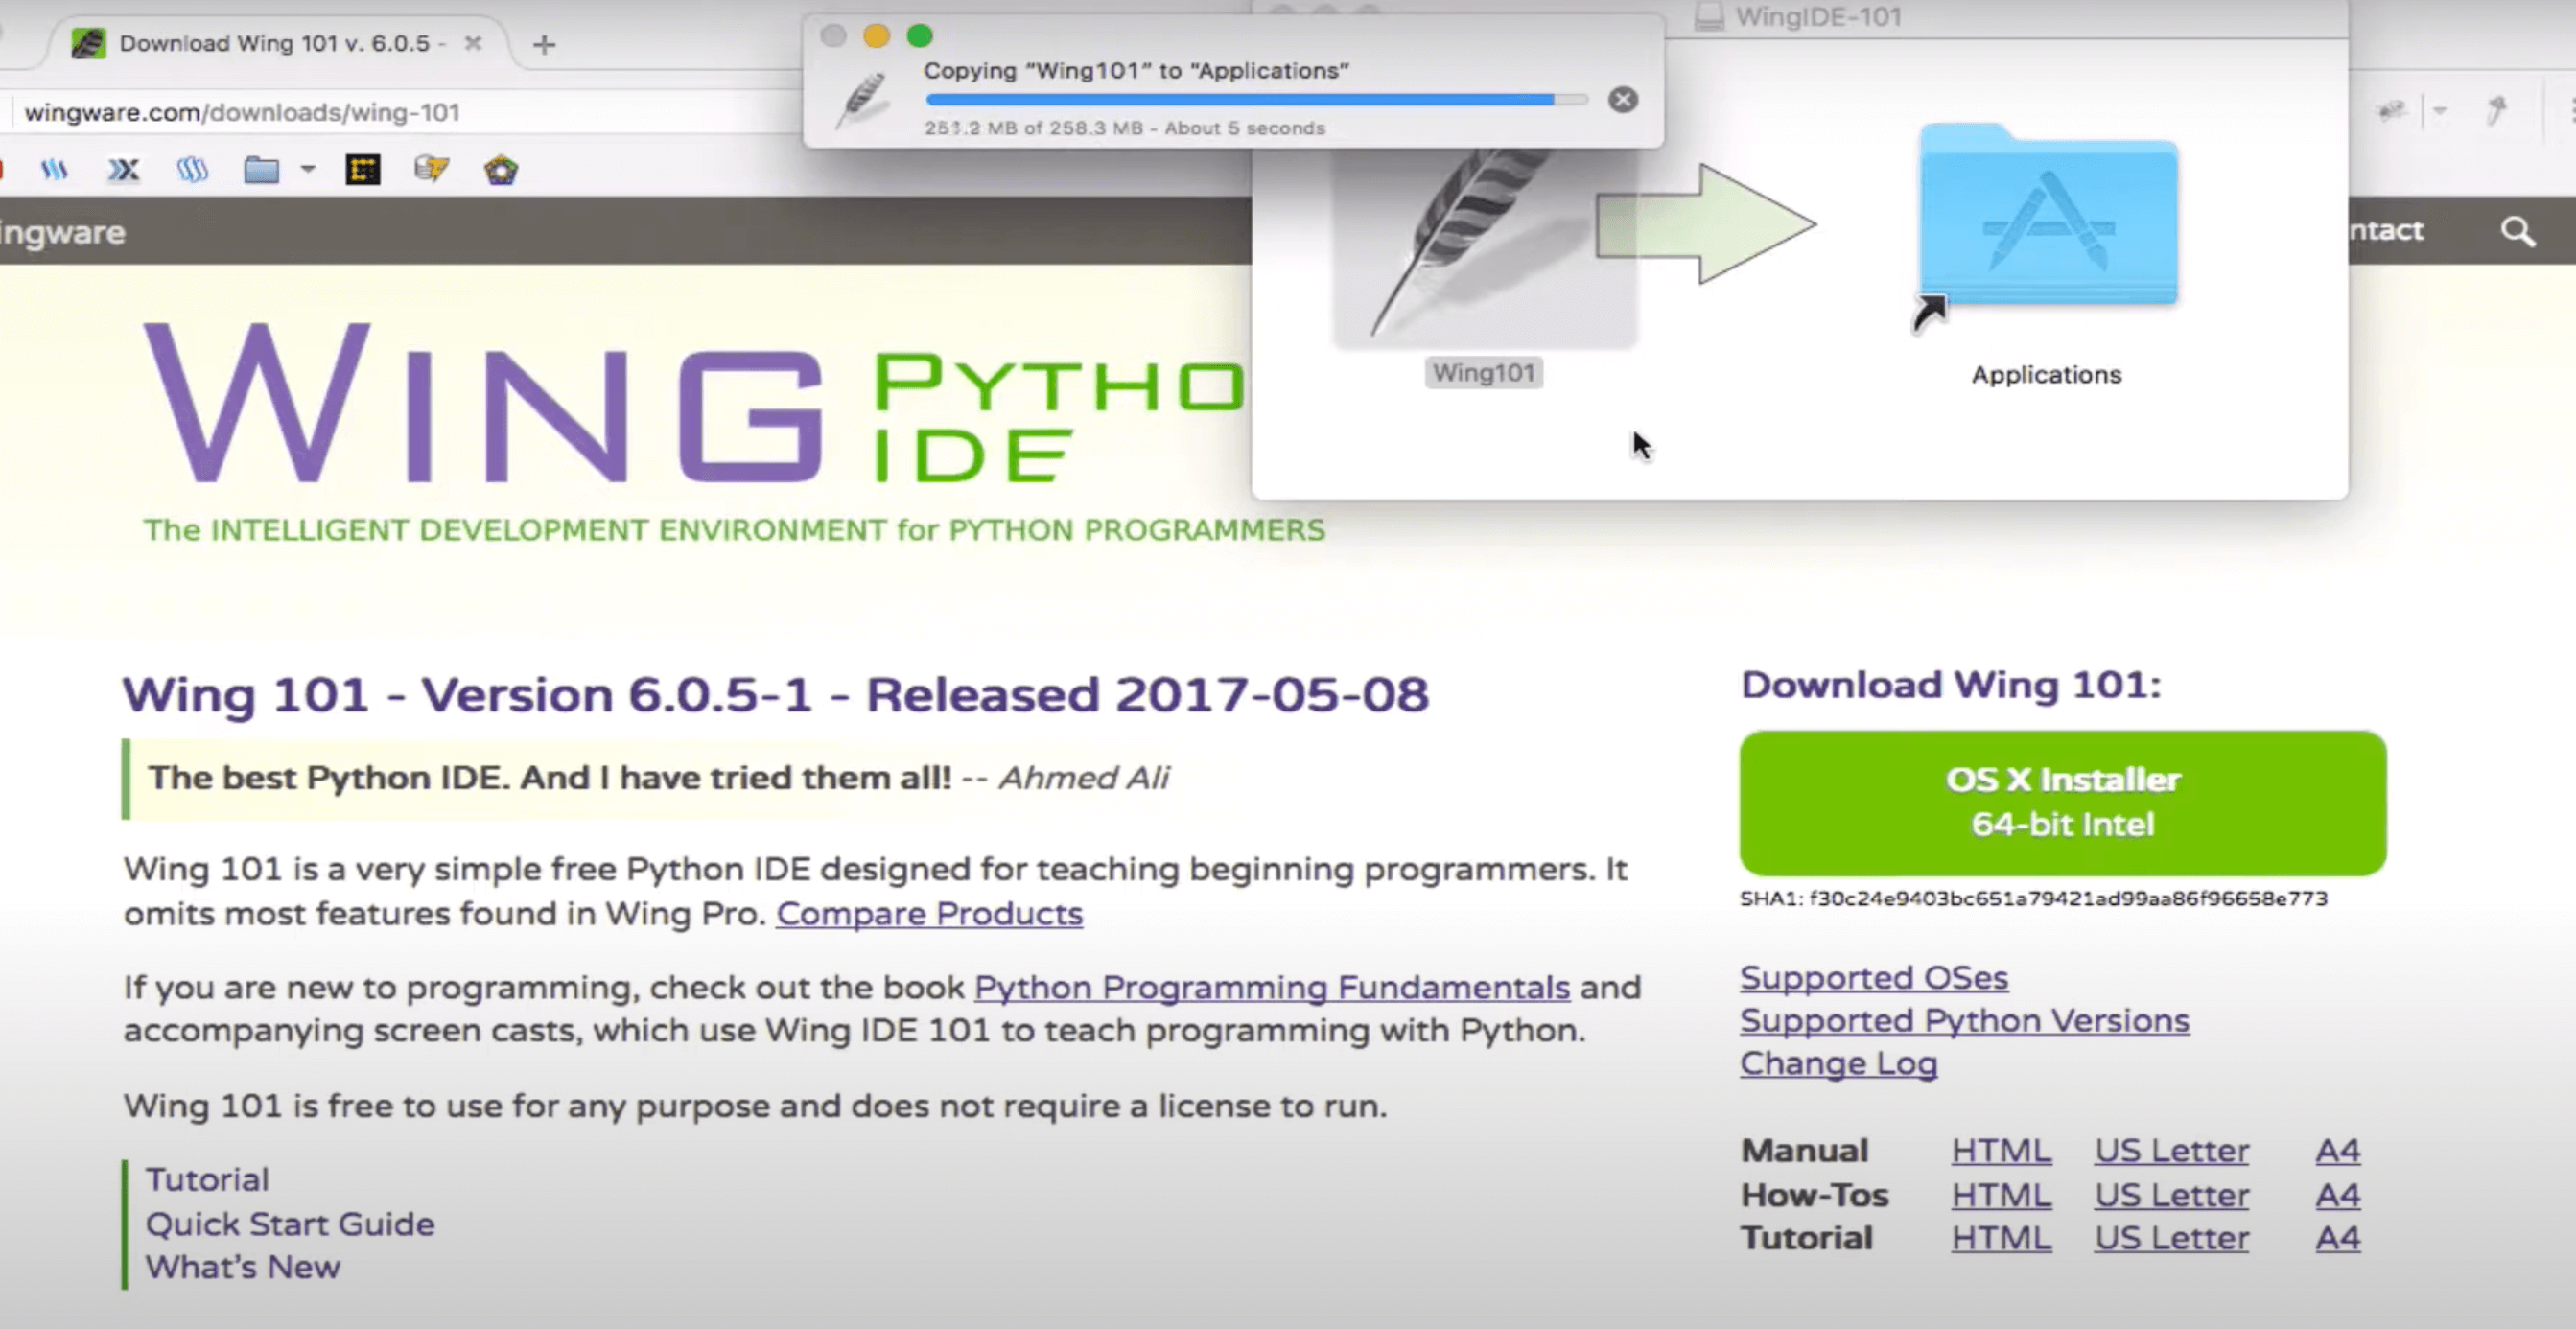 WingIDE-101
Download Wing 101 v. 6.0.5 -
Copying "Wing101" to "Applications"
MB of 258.3 MB - About 5 seconds
wingware.com/downloads/wing-101
ingware
ntact
Wing101
Applications
WING PYTHO
IDE
The INTELLIGENT DEVELOPMENT ENVIRONMENT for PYTHON PROGRAMMERS
Wing 101 - Version 6.0.5-1 - Released 2017-05-08
The best Python IDE. And I have tried them all! -- Ahmed Ali
Wing 101 is a very simple free Python IDE designed for teaching beginning programmers. It
omits most features found in Wing Pro. Compare Products
If you are new to programming, check out the book Python Programming Fundamentals and
accompanying screen casts, which use Wing IDE 101 to teach programming with Python.
Wing 101 is free to use for any purpose and does not require a license to run.
Tutorial
Quick Start Guide
What's New
Download Wing 101:
OS X Installer
64-bit Intel
SHA1: f30c24e9403bc651a79421ad99aa86f96658e773
Supported OSes
Supported Python Versions
Change Log
Manual HTML US Letter A4
How-Tos HTML US Letter A4
Tutorial HTML US Letter A4